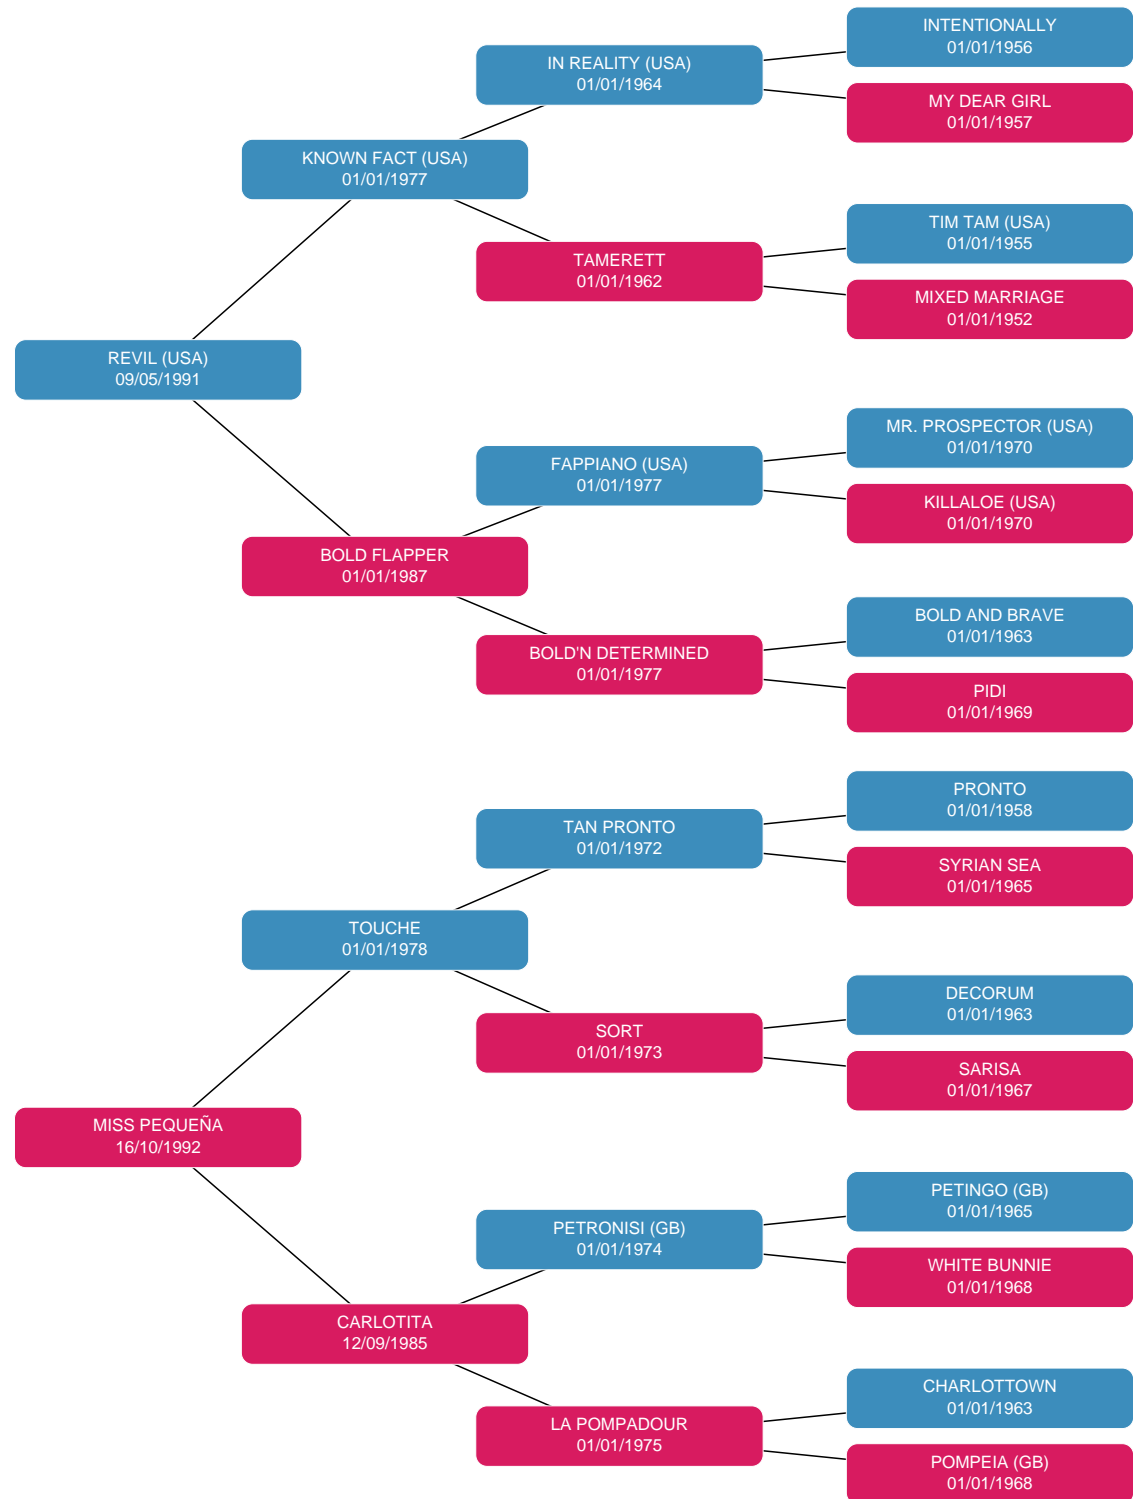 INTENTIONALLY
01/01/1956
IN REALITY (USA)
01/01/1964
MY DEAR GIRL
01/01/1957
KNOWN FACT (USA)
01/01/1977
TIM TAM (USA)
01/01/1955
TAMERETT
01/01/1962
MIXED MARRIAGE
01/01/1952
REVIL (USA)
09/05/1991
MR. PROSPECTOR (USA)
01/01/1970
FAPPIANO (USA)
01/01/1977
KILLALOE (USA)
01/01/1970
BOLD FLAPPER
01/01/1987
BOLD AND BRAVE
01/01/1963
BOLD'N DETERMINED
01/01/1977
PIDI
01/01/1969
PRONTO
01/01/1958
TAN PRONTO
01/01/1972
SYRIAN SEA
01/01/1965
TOUCHE
01/01/1978
DECORUM
01/01/1963
SORT
01/01/1973
SARISA
01/01/1967
MISS PEQUEÑA
16/10/1992
PETINGO (GB)
01/01/1965
PETRONISI (GB)
01/01/1974
WHITE BUNNIE
01/01/1968
CARLOTITA
12/09/1985
CHARLOTTOWN
01/01/1963
LA POMPADOUR
01/01/1975
POMPEIA (GB)
01/01/1968